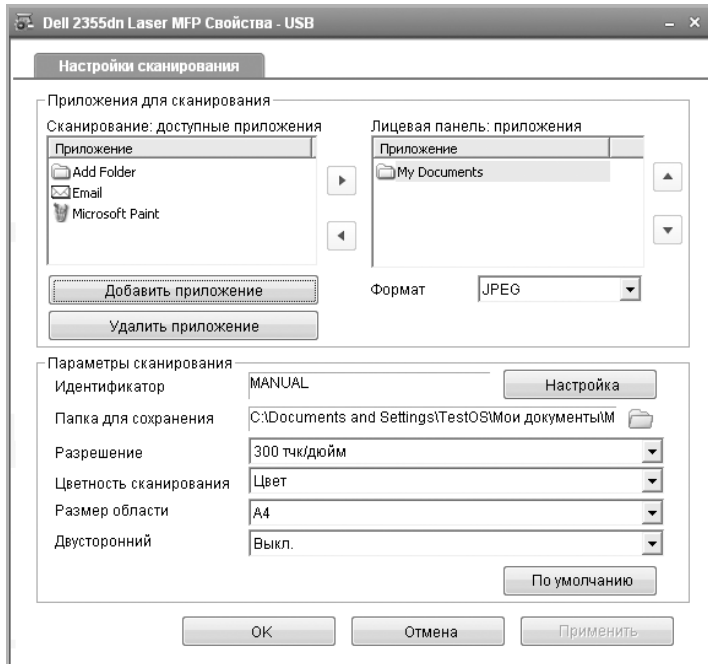 Dell 2355dn Laser MFP Свойства - USB
Настройки сканирования
Приложения для сканирования
Сканирование: доступные приложения
Приложение
Add Folder
Email
Microsoft Paint
Добавить приложение
Удалить приложение
Лицевая панель: приложения
Приложение
My Documents
Формат JPEG
Параметры сканирования
Идентификатор MANUAL Настройка
Папка для сохранения C:\Documents and Settings\TestOS\Мои документы\M
Разрешение 300 тчк/дюйм
Цветность сканирования Цвет
Размер области A4
Двусторонний Выкл.
По умолчанию
OK Отмена Применить